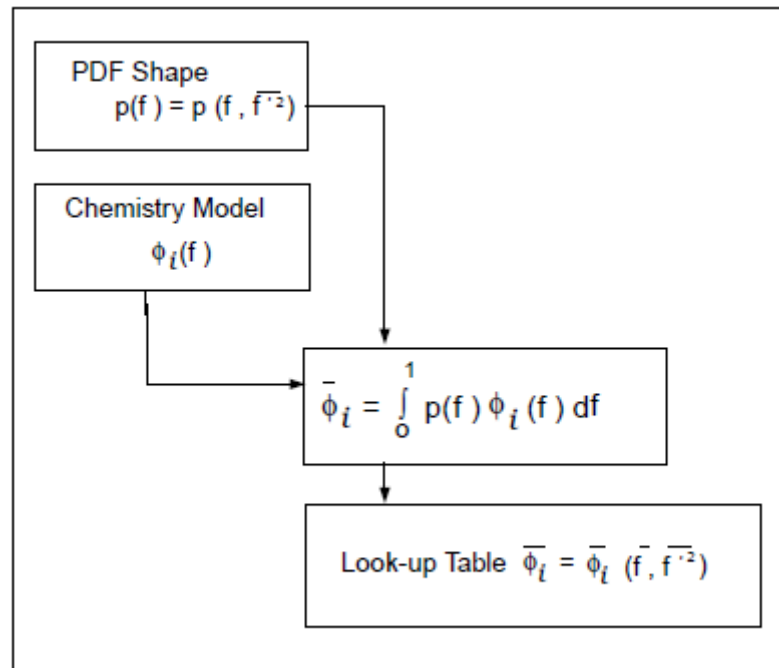 PDF Shape
p(f ) = p (f , f̅'̅²̅)
Chemistry Model
ϕᵢ(f )
ϕ̅ᵢ = ∫₀¹ p(f ) ϕᵢ (f ) df
Look-up Table ϕ̅ᵢ = ϕ̅ᵢ (f̅ , f̅'̅²̅)